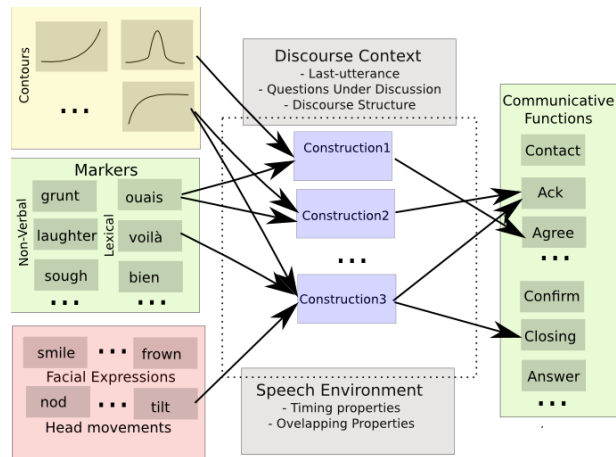 Contours
...
Markers
Non-Verbal
grunt
laughter
sough
...
Lexical
ouais
voilà
bien
...
smile ... frown
Facial Expressions
nod ... tilt
Head movements
Discourse Context
- Last-utterance
- Questions Under Discussion
- Discourse Structure
Construction1
Construction2
...
Construction3
Speech Environment
- Timing properties
- Ovelapping Properties
Communicative
Functions
Contact
Ack
Agree
...
Confirm
Closing
Answer
...